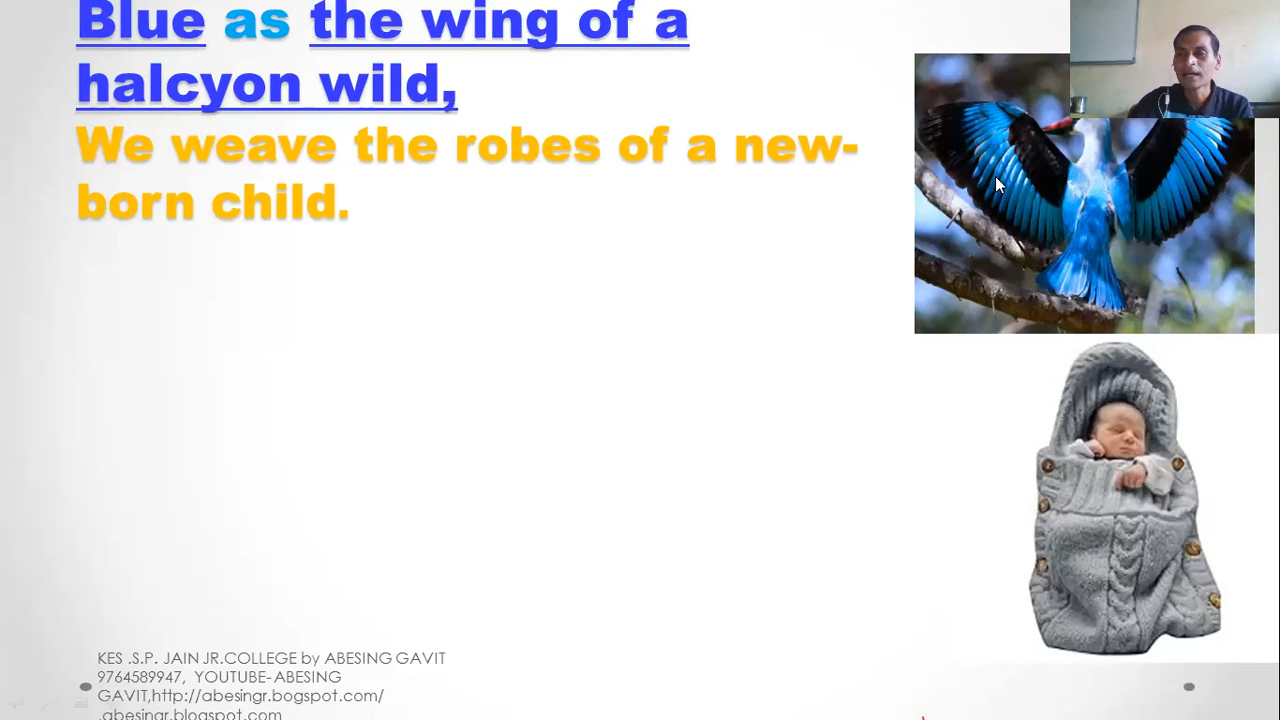 Blue as the wing of a
halcyon wild,
We weave the robes of a new-
born child.
KES .S.P. JAIN JR.COLLEGE by ABESING GAVIT
9764589947, YOUTUBE- ABESING
GAVIT,http://abesingr.bogspot.com/
.abesingr.blogspot.com